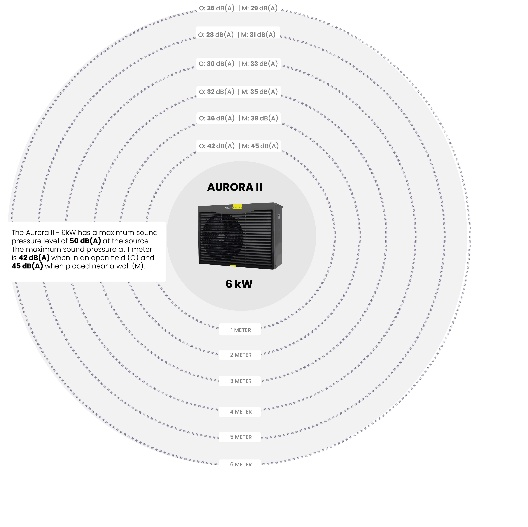 O: 26 dB(A) | M: 29 dB(A)
O: 28 dB(A) | M: 31 dB(A)
O: 30 dB(A) | M: 33 dB(A)
O: 32 dB(A) | M: 35 dB(A)
O: 36 dB(A) | M: 39 dB(A)
O: 42 dB(A) | M: 45 dB(A)
AURORA II
The Aurora II - 6kW has a maximum sound
pressure level of 50 dB(A) at the source.
The maximum sound pressure at 1 meter
is 42 dB(A) when in an open field (O) and
45 dB(A) when placed near a wall (M).
6 kW
1 METER
2 METER
3 METER
4 METER
5 METER
6 METER